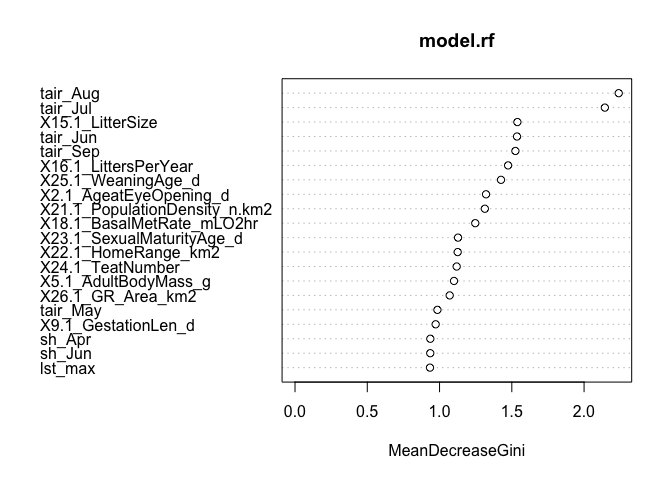 model.rf
tair_Aug
tair_Jul
X15.1_LitterSize
tair_Jun
tair_Sep
X16.1_LittersPerYear
X25.1_WeaningAge_d
X2.1_AgeatEyeOpening_d
X21.1_PopulationDensity_n.km2
X18.1_BasalMetRate_mLO2hr
X23.1_SexualMaturityAge_d
X22.1_HomeRange_km2
X24.1_TeatNumber
X5.1_AdultBodyMass_g
X26.1_GR_Area_km2
tair_May
X9.1_GestationLen_d
sh_Apr
sh_Jun
lst_max
0.0 0.5 1.0 1.5 2.0
MeanDecreaseGini